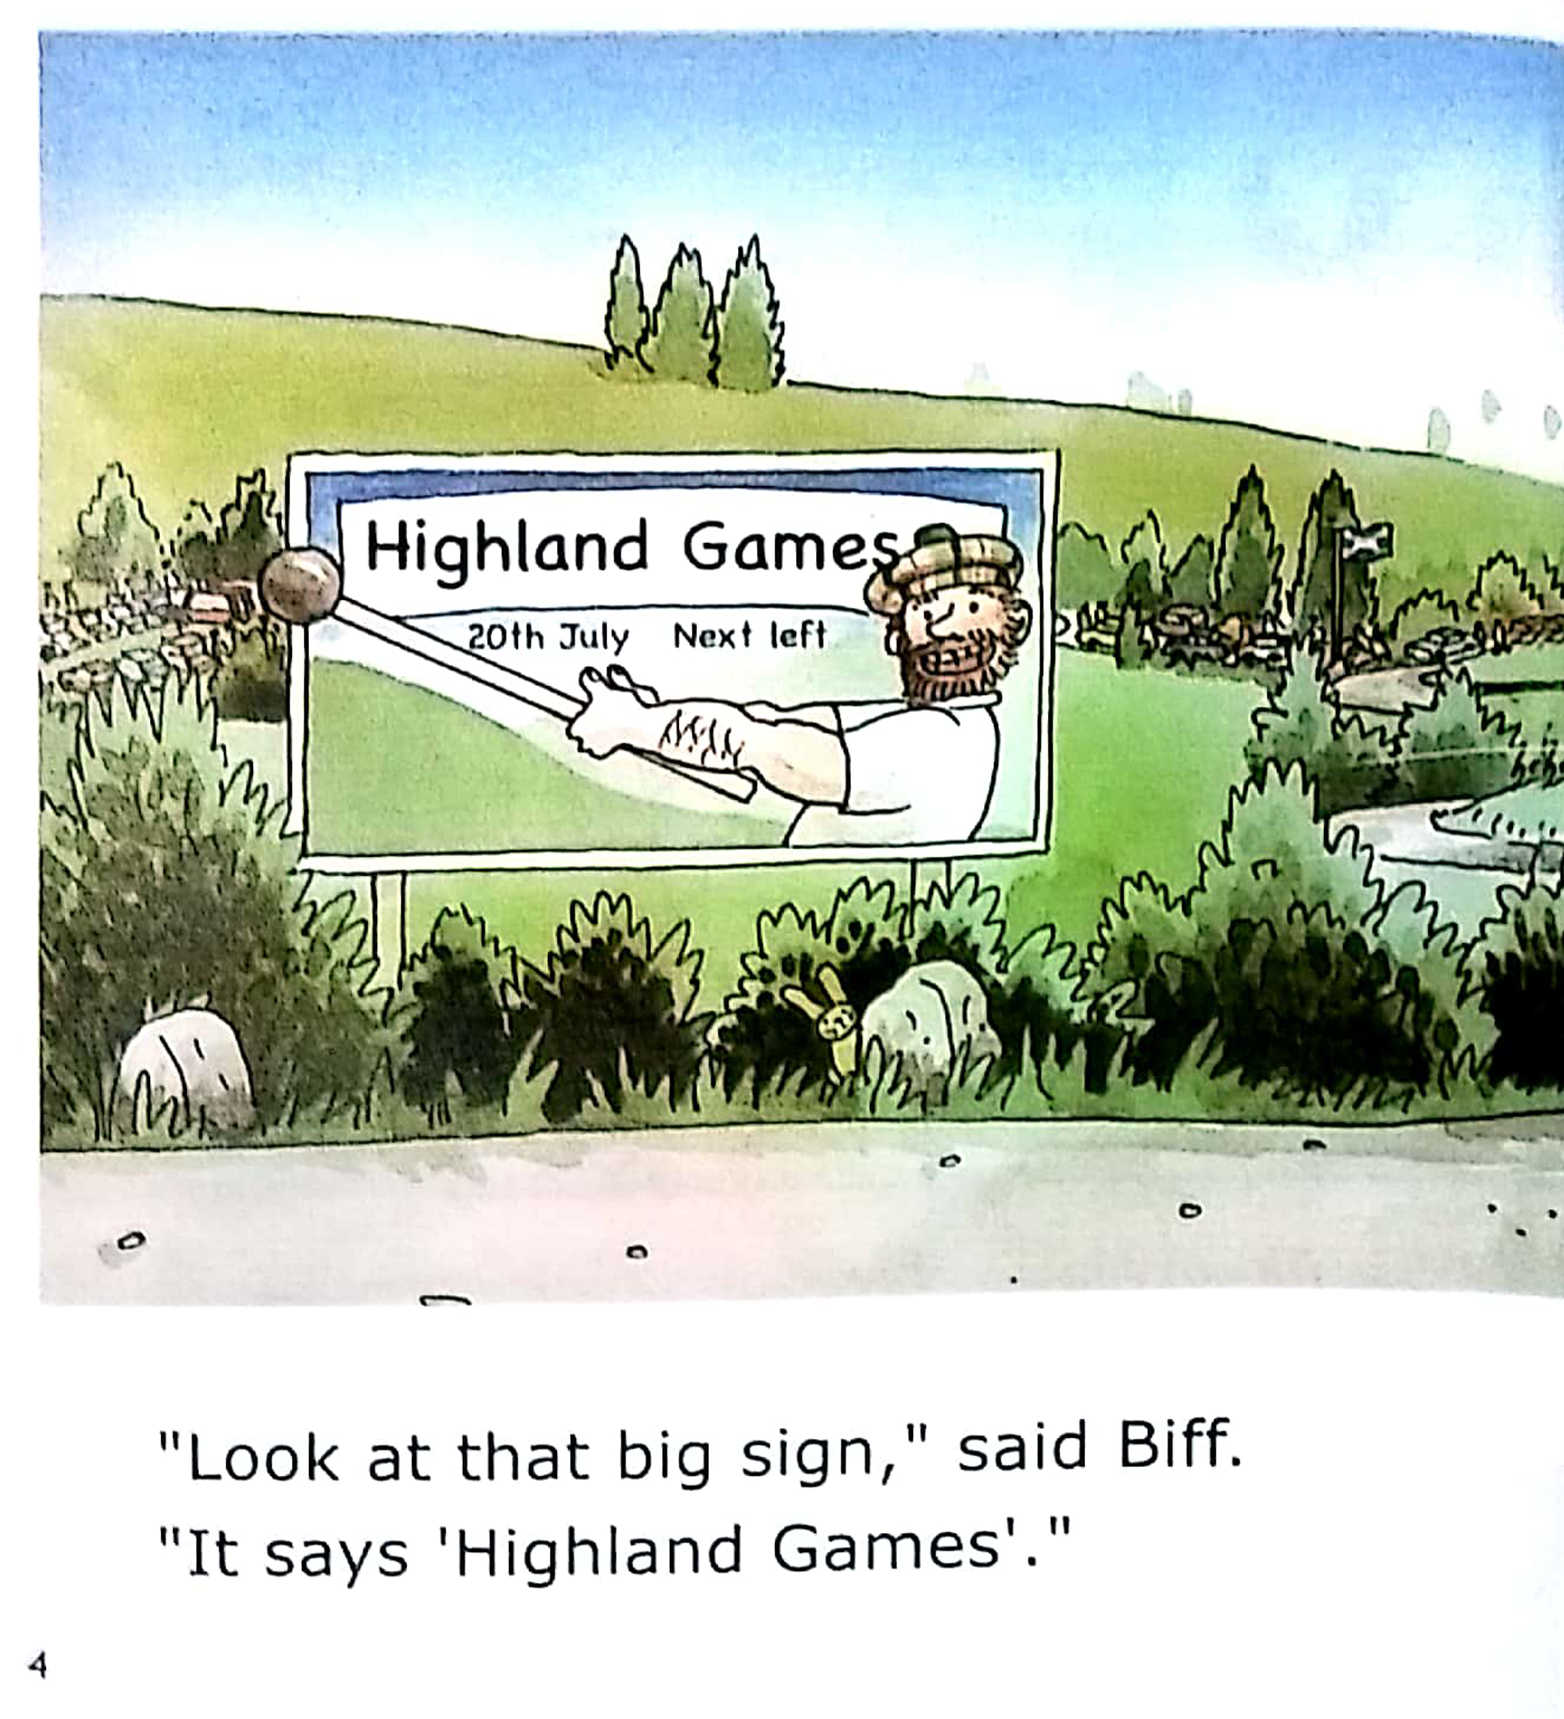 Highland Games
20th July Next left
"Look at that big sign," said Biff.
"It says 'Highland Games'."
4